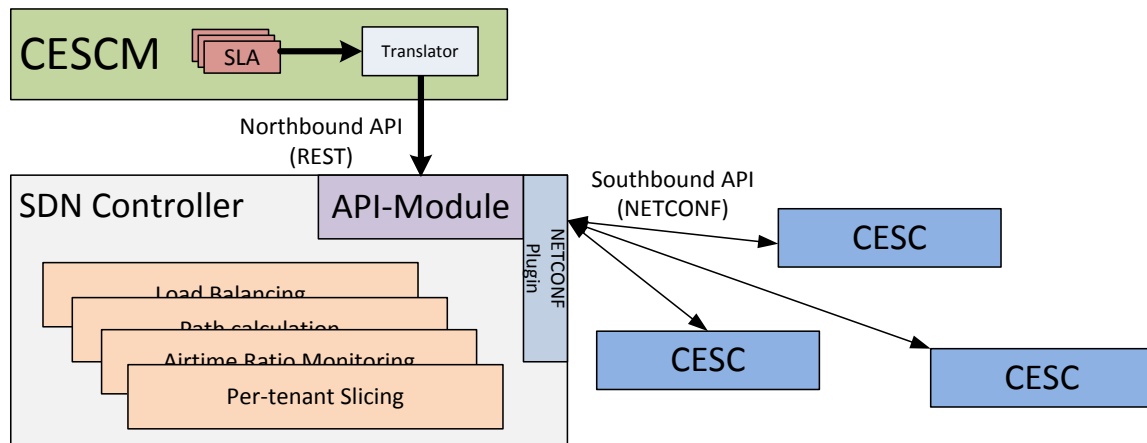 CESCM
SLA
Translator
Northbound API
(REST)
SDN Controller
API-Module
NETCONF
Plugin
Southbound API
(NETCONF)
CESC
CESC
CESC
Load Balancing
Path calculation
Airtime Ratio Monitoring
Per-tenant Slicing